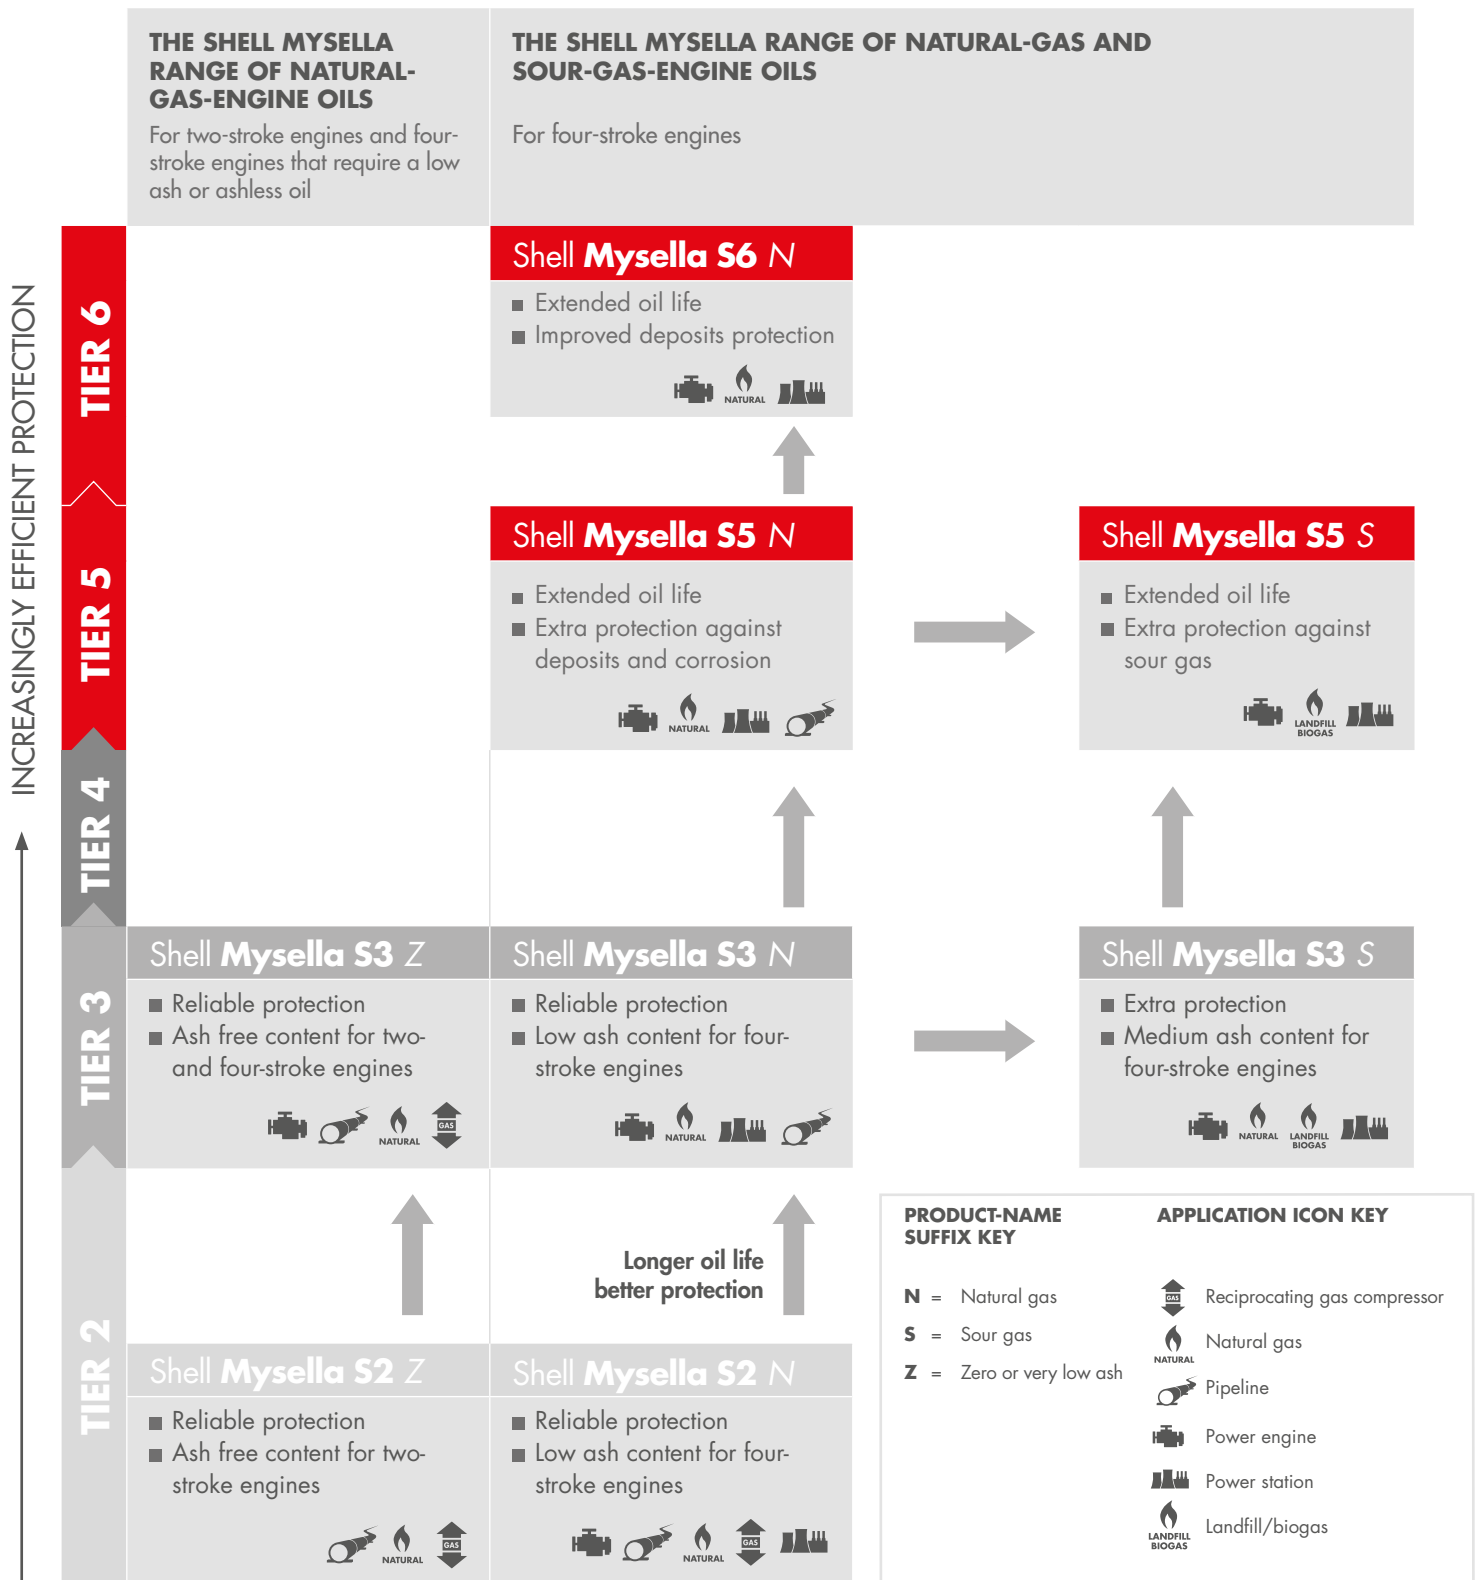 THE SHELL MYSELLA
RANGE OF NATURAL-
GAS-ENGINE OILS
For two-stroke engines and four-
stroke engines that require a low
ash or ashless oil
THE SHELL MYSELLA RANGE OF NATURAL-GAS AND
SOUR-GAS-ENGINE OILS
For four-stroke engines
INCREASINGLY EFFICIENT PROTECTION
TIER 6
Shell Mysella S6 N
Extended oil life
Improved deposits protection
NATURAL
TIER 5
Shell Mysella S5 N
Extended oil life
Extra protection against
deposits and corrosion
NATURAL
Shell Mysella S5 S
Extended oil life
Extra protection against
sour gas
LANDFILL
BIOGAS
TIER 4
TIER 3
Shell Mysella S3 Z
Reliable protection
Ash free content for two-
and four-stroke engines
NATURAL
GAS
Shell Mysella S3 N
Reliable protection
Low ash content for four-
stroke engines
NATURAL
Shell Mysella S3 S
Extra protection
Medium ash content for
four-stroke engines
NATURAL
LANDFILL
BIOGAS
Longer oil life
better protection
TIER 2
Shell Mysella S2 Z
Reliable protection
Ash free content for two-
stroke engines
NATURAL
GAS
Shell Mysella S2 N
Reliable protection
Low ash content for four-
stroke engines
NATURAL
GAS
PRODUCT-NAME
SUFFIX KEY
N = Natural gas
S = Sour gas
Z = Zero or very low ash
APPLICATION ICON KEY
GAS Reciprocating gas compressor
NATURAL Natural gas
Pipeline
Power engine
Power station
LANDFILL
BIOGAS
Landfill/biogas